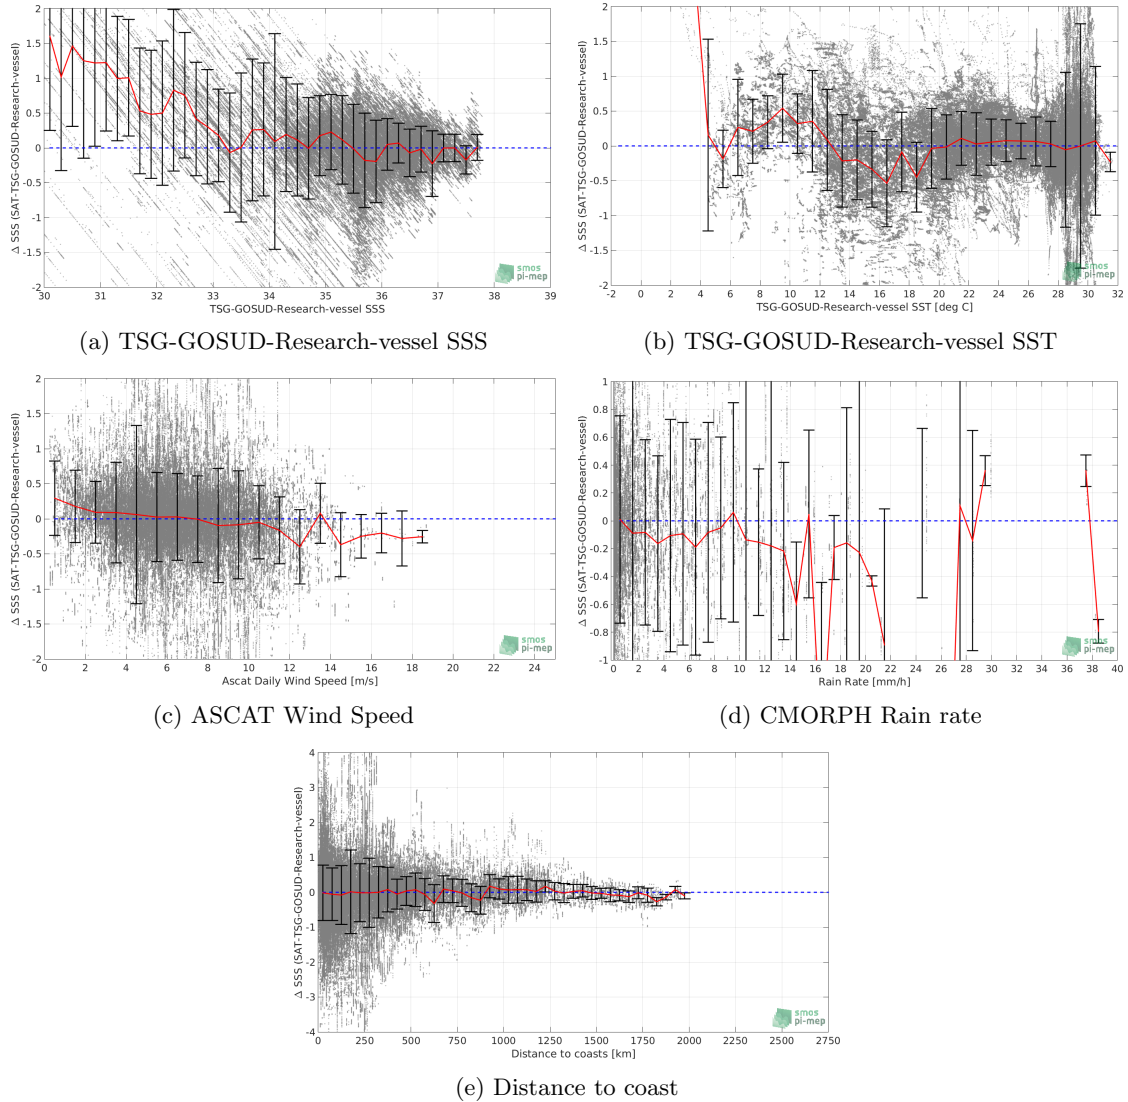 Δ SSS (SAT-TSG-GOSUD-Research-vessel)
2
1.5
1
0.5
0
-0.5
-1
-1.5
-2
30 31 32 33 34 35 36 37 38 39
TSG-GOSUD-Research-vessel SSS
smos
pi-mep
(a) TSG-GOSUD-Research-vessel SSS
Δ SSS (SAT-TSG-GOSUD-Research-vessel)
2
1.5
1
0.5
0
-0.5
-1
-1.5
-2
-2 0 2 4 6 8 10 12 14 16 18 20 22 24 26 28 30 32
TSG-GOSUD-Research-vessel SST [deg C]
smos
pi-mep
(b) TSG-GOSUD-Research-vessel SST
Δ SSS (SAT-TSG-GOSUD-Research-vessel)
2
1.5
1
0.5
0
-0.5
-1
-1.5
-2
0 2 4 6 8 10 12 14 16 18 20 22 24
Ascat Daily Wind Speed [m/s]
smos
pi-mep
(c) ASCAT Wind Speed
Δ SSS (SAT-TSG-GOSUD-Research-vessel)
1
0.8
0.6
0.4
0.2
0
-0.2
-0.4
-0.6
-0.8
-1
0 2 4 6 8 10 12 14 16 18 20 22 24 26 28 30 32 34 36 38 40
Rain Rate [mm/h]
smos
pi-mep
(d) CMORPH Rain rate
Δ SSS (SAT-TSG-GOSUD-Research-vessel)
4
3
2
1
0
-1
-2
-3
-4
0 250 500 750 1000 1250 1500 1750 2000 2250 2500 2750
Distance to coasts [km]
smos
pi-mep
(e) Distance to coast